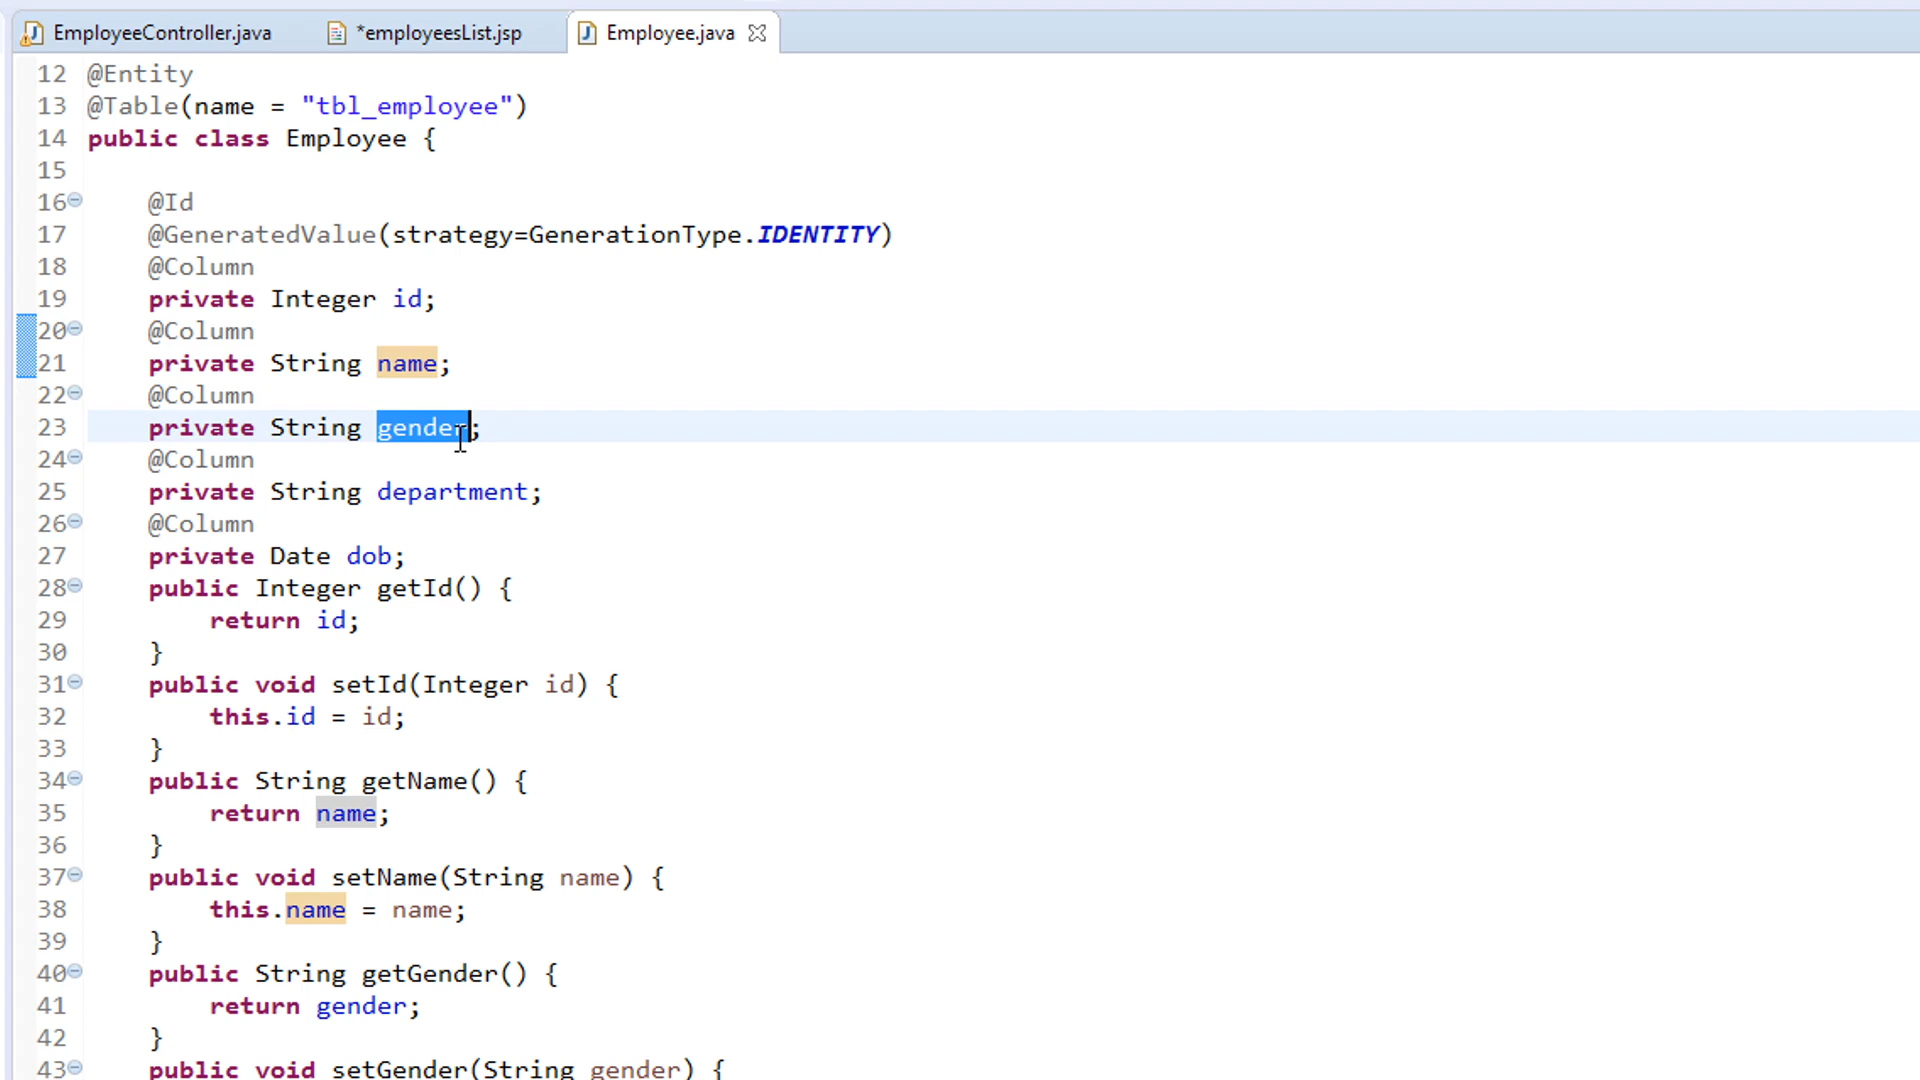 EmployeeController.java *employeesList.jsp Employee.java
12 @Entity
13 @Table(name = "tbl_employee")
14 public class Employee {
15
16 @Id
17 @GeneratedValue(strategy=GenerationType.IDENTITY)
18 @Column
19 private Integer id;
20 @Column
21 private String name;
22 @Column
23 private String gender;
24 @Column
25 private String department;
26 @Column
27 private Date dob;
28 public Integer getId() {
29 return id;
30 }
31 public void setId(Integer id) {
32 this.id = id;
33 }
34 public String getName() {
35 return name;
36 }
37 public void setName(String name) {
38 this.name = name;
39 }
40 public String getGender() {
41 return gender;
42 }
43 public void setGender(String gender) {